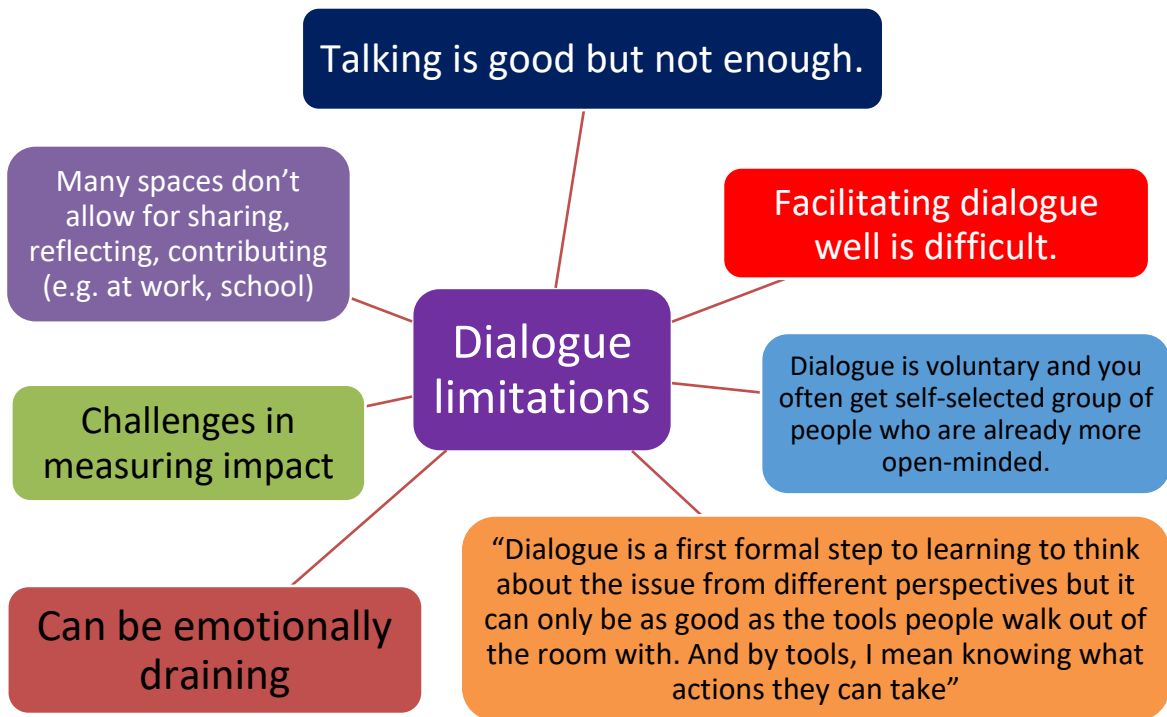 Talking is good but not enough.
Many spaces don’t
allow for sharing,
reflecting, contributing
(e.g. at work, school)
Facilitating dialogue
well is difficult.
Dialogue
limitations
Dialogue is voluntary and you
often get self-selected group of
people who are already more
open-minded.
Challenges in
measuring impact
“Dialogue is a first formal step to learning to think
about the issue from different perspectives but it
can only be as good as the tools people walk out of
the room with. And by tools, I mean knowing what
actions they can take”
Can be emotionally
draining